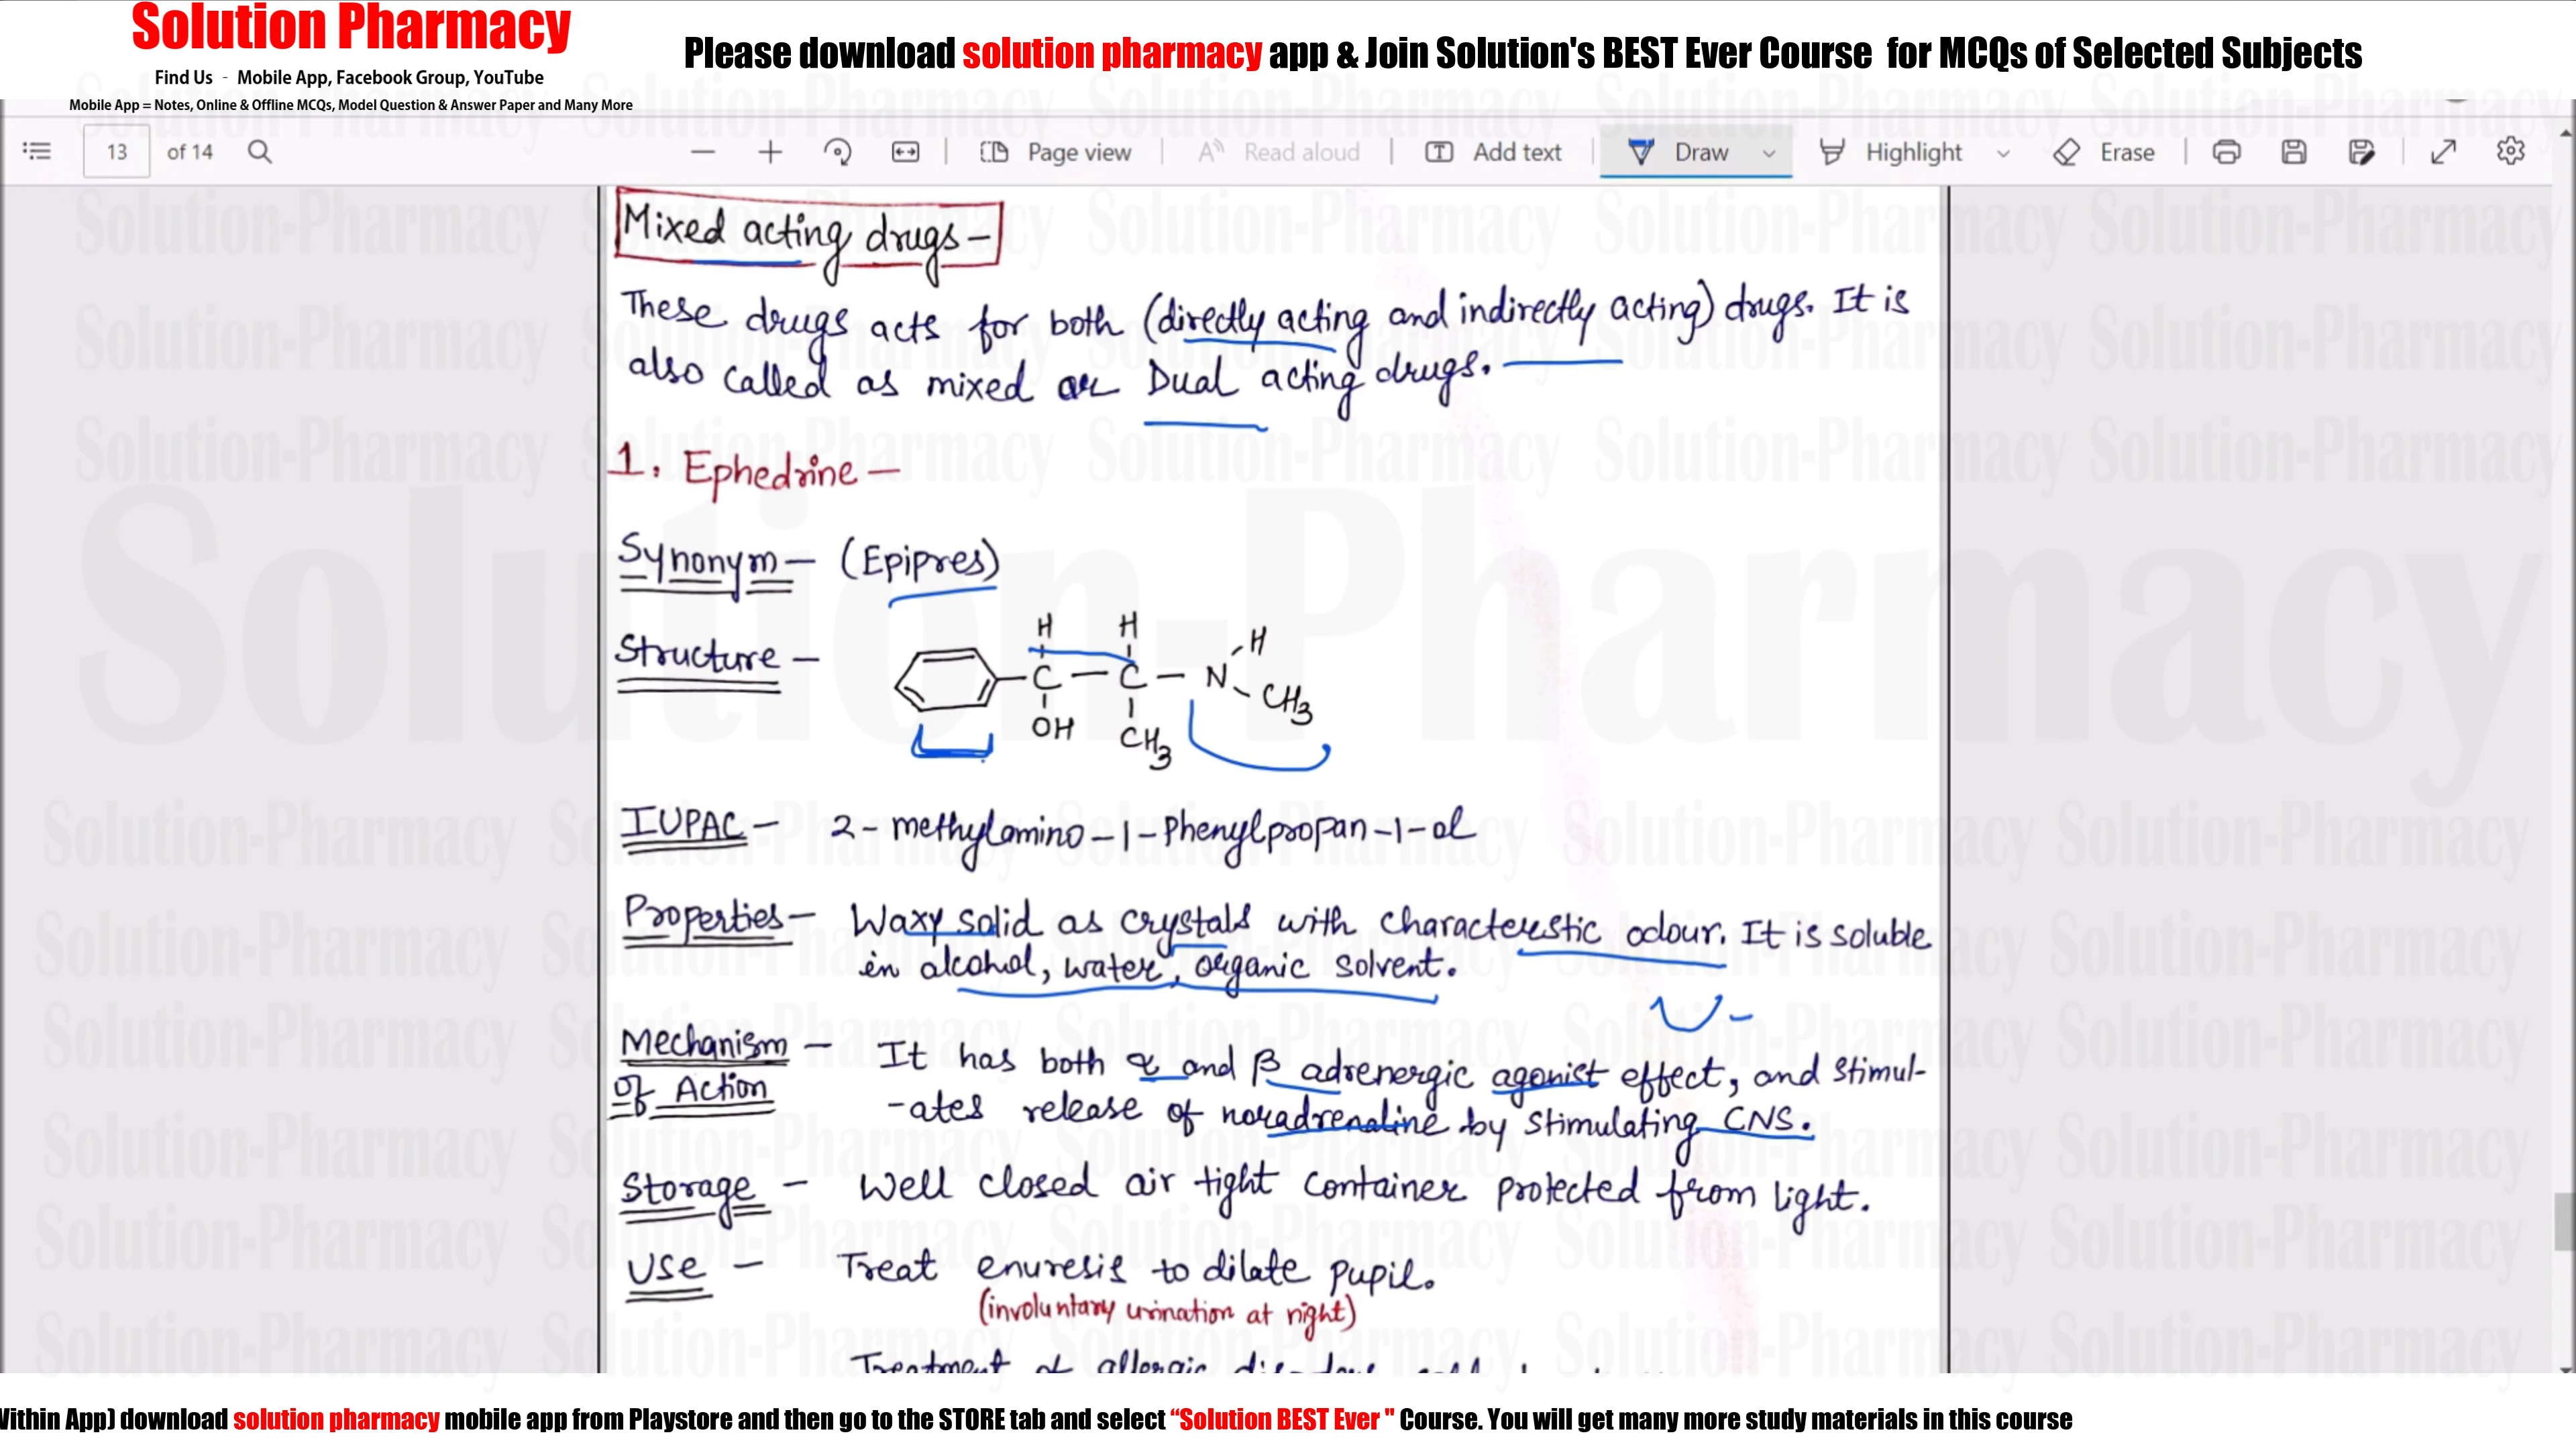 Solution Pharmacy
Find Us - Mobile App, Facebook Group, YouTube
Mobile App = Notes, Online & Offline MCQs, Model Question & Answer Paper and Many More
Please download solution pharmacy app & Join Solution's BEST Ever Course for MCQs of Selected Subjects
13 of 14
Page view
Read aloud
Add text
Draw
Highlight
Erase
Mixed acting drugs-
These drugs acts for both (directly acting and indirectly acting) drugs. It is
also called as mixed or Dual acting drugs.
1. Ephedrine -
Synonym - (Epipres)
Structure -
H H H
C - C - N
OH CH3 CH3
IUPAC - 2-methylamino-1-Phenylpropan-1-ol
Properties - Waxy solid as crystals with characterstic odour. It is soluble
in alcohol, water, organic solvent.
Mechanism of Action - It has both α and β adrenergic agonist effect, and stimul-
-ates release of noradrenaline by stimulating CNS.
Storage - Well closed air tight container protected from light.
Use - Treat enuresis to dilate pupil.
(involuntary urination at night)
Treatment of allergic
Within App) download solution pharmacy mobile app from Playstore and then go to the STORE tab and select “Solution BEST Ever " Course. You will get many more study materials in this course
Solution-Pharmacy